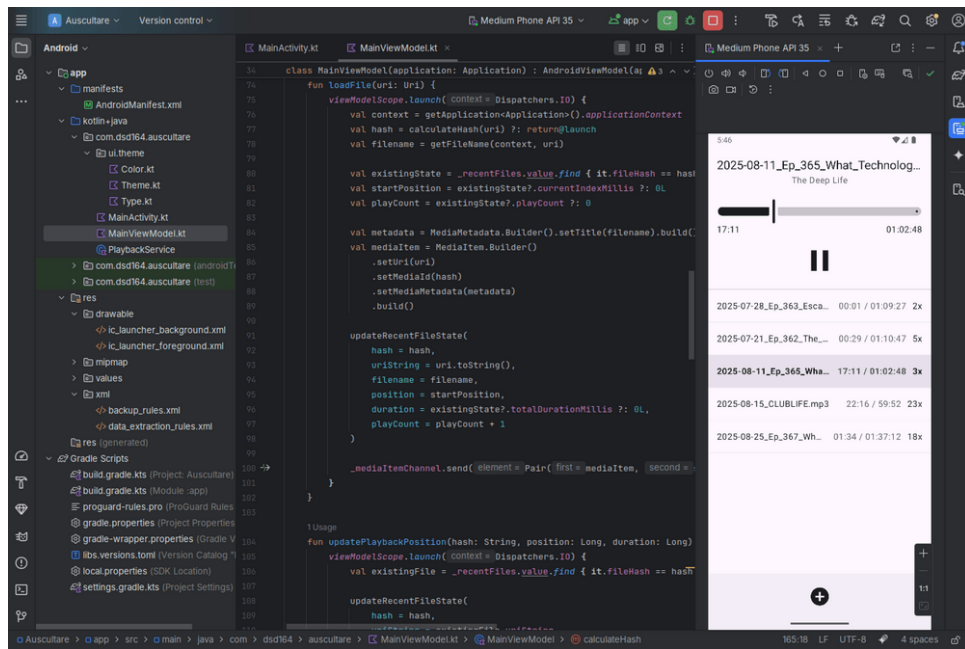 Auscultare Version control Medium Phone API 35 app
Android
app
manifests
AndroidManifest.xml
kotlin+java
com.dsd164.auscultare
ui.theme
Color.kt
Theme.kt
Type.kt
MainActivity.kt
MainViewModel.kt
PlaybackService
com.dsd164.auscultare (androidTe
com.dsd164.auscultare (test)
res
drawable
ic_launcher_background.xml
ic_launcher_foreground.xml
mipmap
values
xml
backup_rules.xml
data_extraction_rules.xml
res (generated)
Gradle Scripts
build.gradle.kts (Project: Auscultare)
build.gradle.kts (Module :app)
proguard-rules.pro (ProGuard Rules
gradle.properties (Project Properties
gradle-wrapper.properties (Gradle V
libs.versions.toml (Version Catalog "l
local.properties (SDK Location)
settings.gradle.kts (Project Settings)
MainActivity.kt MainViewModel.kt
34 class MainViewModel(application: Application) : AndroidViewModel(a 3
74 fun loadFile(uri: Uri) {
75 viewModelScope.launch( context = Dispatchers.IO) {
76 val context = getApplication<Application>().applicationContext
77 val hash = calculateHash(uri) ?: return@launch
78 val filename = getFileName(context, uri)
79
80 val existingState = _recentFiles.value.find { it.fileHash == hash
81 val startPosition = existingState?.currentIndexMillis ?: 0L
82 val playCount = existingState?.playCount ?: 0
83
84 val metadata = MediaMetadata.Builder().setTitle(filename).build(
85 val mediaItem = MediaItem.Builder()
86 .setUri(uri)
87 .setMediaId(hash)
88 .setMediaMetadata(metadata)
89 .build()
90
91 updateRecentFileState(
92 hash = hash,
93 uriString = uri.toString(),
94 filename = filename,
95 position = startPosition,
96 duration = existingState?.totalDurationMillis ?: 0L,
97 playCount = playCount + 1
98 )
99
100 _mediaItemChannel.send( element = Pair( first = mediaItem, second =
101 }
102 }
103
1 Usage
104 fun updatePlaybackPosition(hash: String, position: Long, duration: Long)
105 viewModelScope.launch( context = Dispatchers.IO) {
106 val existingFile = _recentFiles.value.find { it.fileHash == hash
107
108 updateRecentFileState(
109 hash = hash,
Medium Phone API 35
5:46
2025-08-11_Ep_365_What_Technolog...
The Deep Life
17:11 01:02:48
2025-07-28_Ep_363_Esca... 00:01 / 01:09:27 2x
2025-07-21_Ep_362_The_... 00:29 / 01:10:47 5x
2025-08-11_Ep_365_Wha... 17:11 / 01:02:48 3x
2025-08-15_CLUBLIFE.mp3 22:16 / 59:52 23x
2025-08-25_Ep_367_Wh... 01:34 / 01:37:12 18x
1:1
Auscultare > app > src > main > java > com > dsd164 > auscultare > MainViewModel.kt > MainViewModel > calculateHash 165:18 LF UTF-8 4 spaces